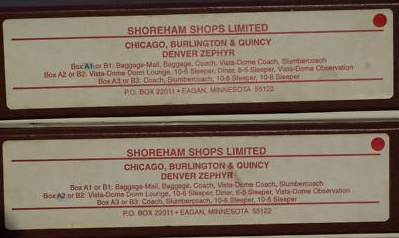 SHOREHAM SHOPS LIMITED
CHICAGO, BURLINGTON & QUINCY
DENVER ZEPHYR
Box A1 or B1: Baggage-Mail, Baggage, Coach, Vista-Dome Coach, Slumbercoach
Box A2 or B2: Vista-Dome Dorm Lounge, 10-6 Sleeper, Diner, 6-5 Sleeper, Vista-Dome Observation
Box A3 or B3: Coach, Slumbercoach, 10-6 Sleeper, 10-6 Sleeper
P.O. BOX 22011 • EAGAN, MINNESOTA 55122
SHOREHAM SHOPS LIMITED
CHICAGO, BURLINGTON & QUINCY
DENVER ZEPHYR
Box A1 or B1: Baggage-Mail, Baggage, Coach, Vista-Dome Coach, Slumbercoach
Box A2 or B2: Vista-Dome Dorm Lounge, 10-6 Sleeper, Diner, 6-5 Sleeper, Vista-Dome Observation
Box A3 or B3: Coach, Slumbercoach, 10-6 Sleeper, 10-6 Sleeper
P.O. BOX 22011 • EAGAN, MINNESOTA 55122